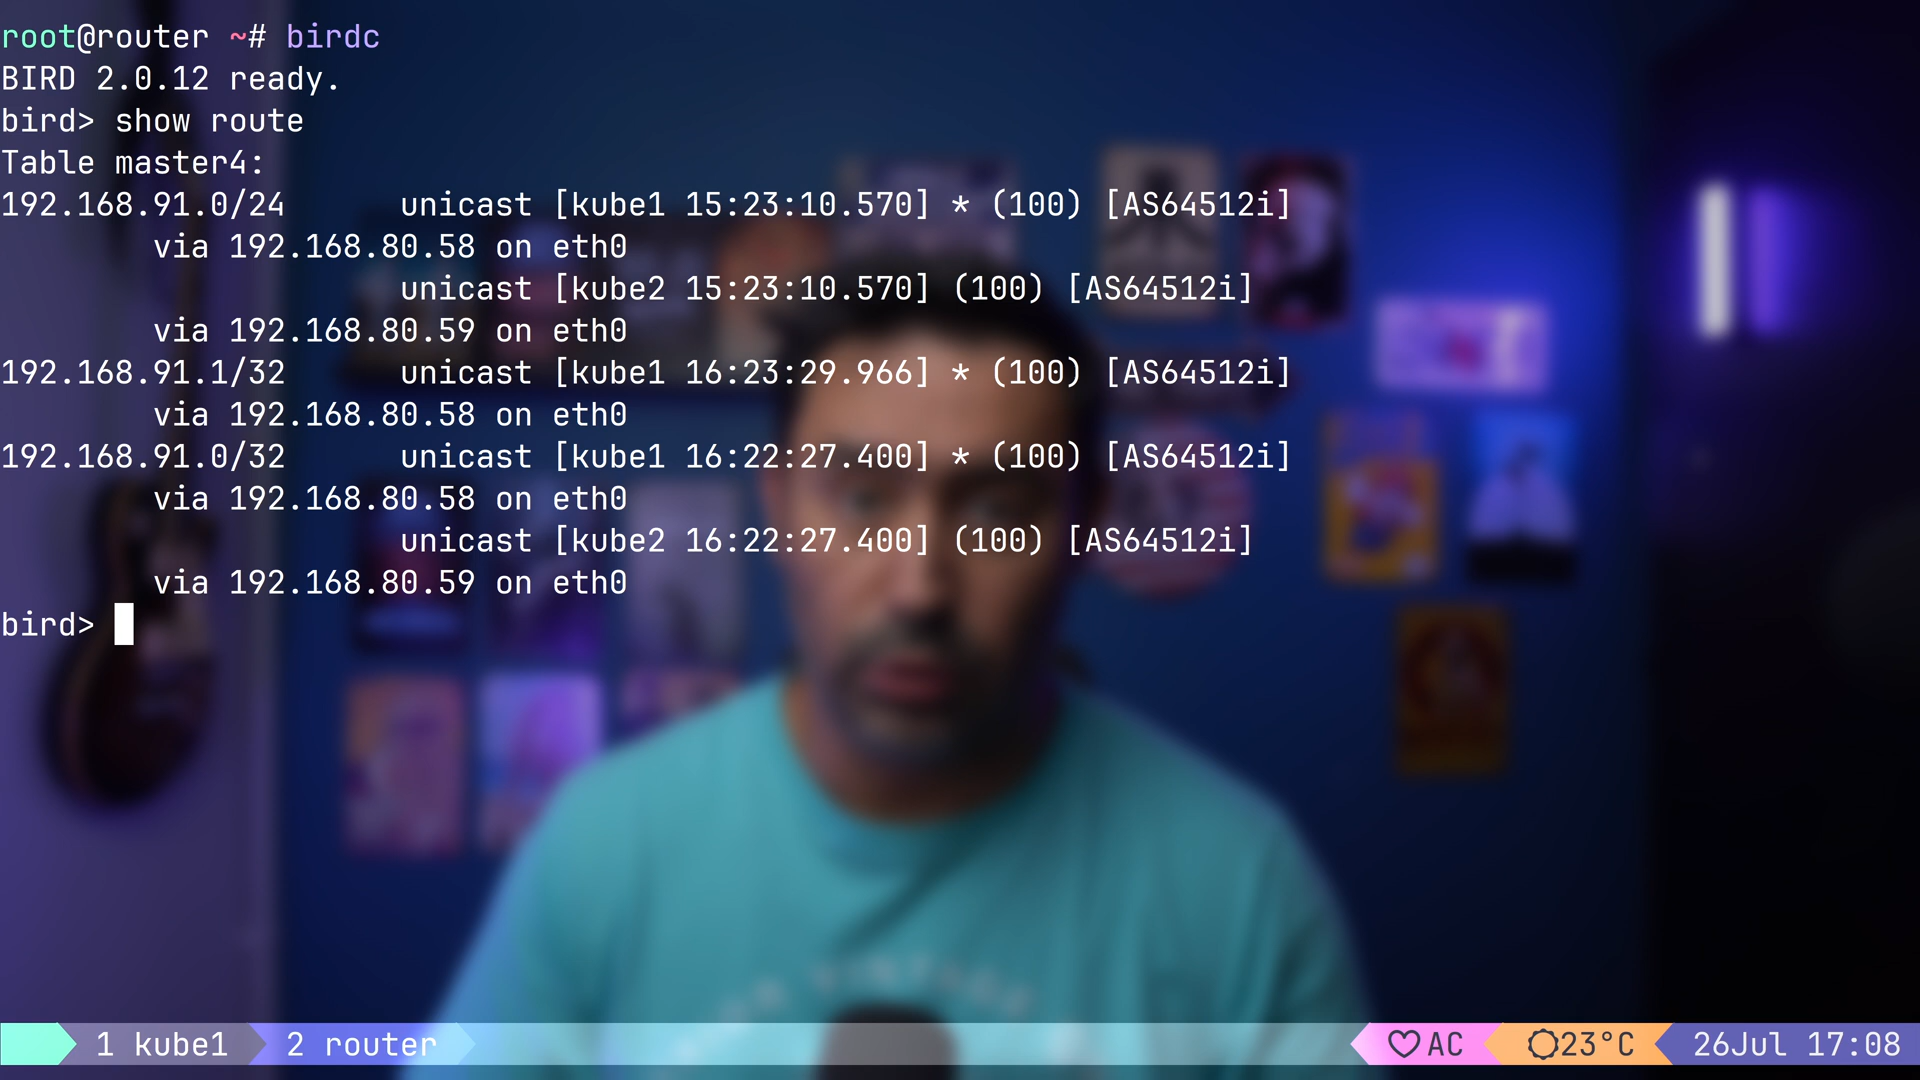 root@router ~# birdc
BIRD 2.0.12 ready.
bird> show route
Table master4:
192.168.91.0/24      unicast [kube1 15:23:10.570] * (100) [AS64512i]
        via 192.168.80.58 on eth0
                     unicast [kube2 15:23:10.570] (100) [AS64512i]
        via 192.168.80.59 on eth0
192.168.91.1/32      unicast [kube1 16:23:29.966] * (100) [AS64512i]
        via 192.168.80.58 on eth0
192.168.91.0/32      unicast [kube1 16:22:27.400] * (100) [AS64512i]
        via 192.168.80.58 on eth0
                     unicast [kube2 16:22:27.400] (100) [AS64512i]
        via 192.168.80.59 on eth0
bird>
1 kube1 2 router AC 23°C 26Jul 17:08